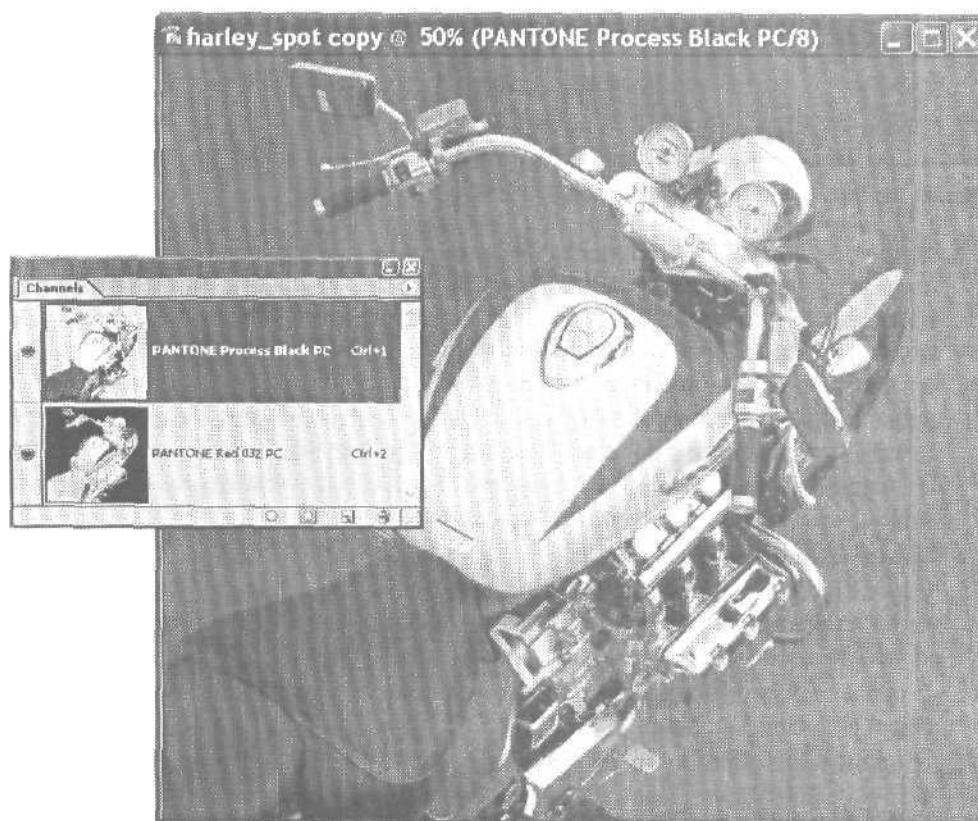 harley_spot copy @ 50% (PANTONE Process Black PC/8)
Channels
PANTONE Process Black PC Ctrl+1
PANTONE Red 032 PC Ctrl+2